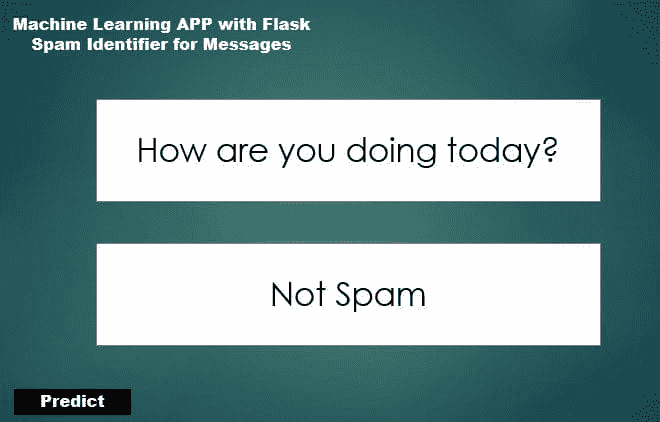 Machine Learning APP with Flask
Spam Identifier for Messages
How are you doing today?
Not Spam
Predict